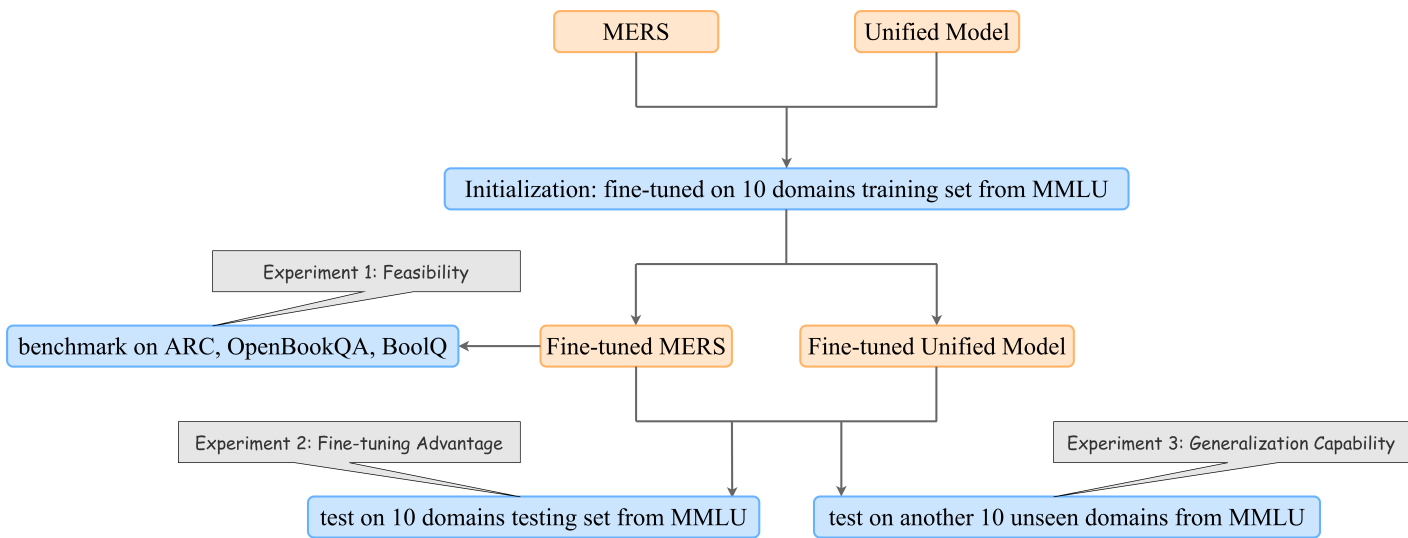 MERS
Unified Model
Initialization: fine-tuned on 10 domains training set from MMLU
Experiment 1: Feasibility
benchmark on ARC, OpenBookQA, BoolQ
Fine-tuned MERS
Fine-tuned Unified Model
Experiment 2: Fine-tuning Advantage
Experiment 3: Generalization Capability
test on 10 domains testing set from MMLU
test on another 10 unseen domains from MMLU